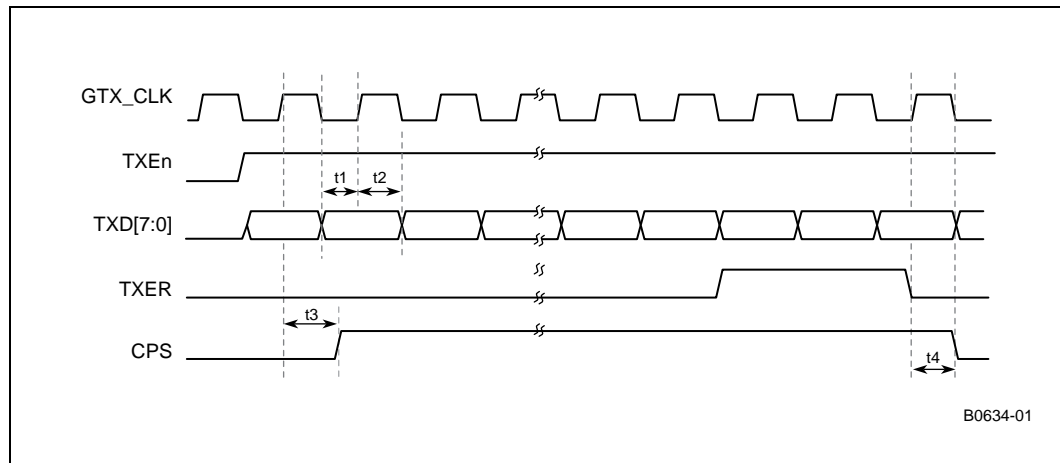 GTX_CLK
TXEn
t1 t2
TXD[7:0]
TXER
t3
CPS
t4
B0634-01